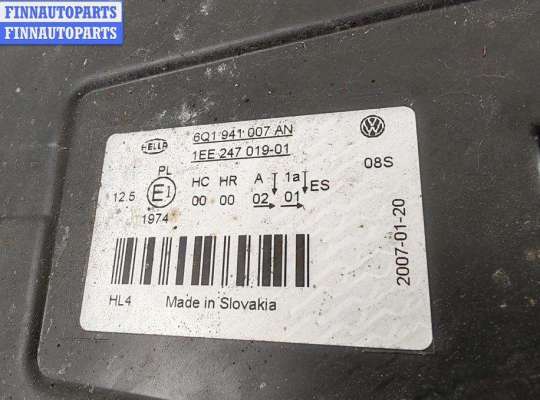 FINNAUTOPARTS
FINNAUTOPARTS
HELLA 6Q1 941 007 AN
1EE 247 019-01
08S
PL HC HR A 1a ES
12.5 E1 00 00 02 01
1974
2007-01-20
HL4 Made in Slovakia